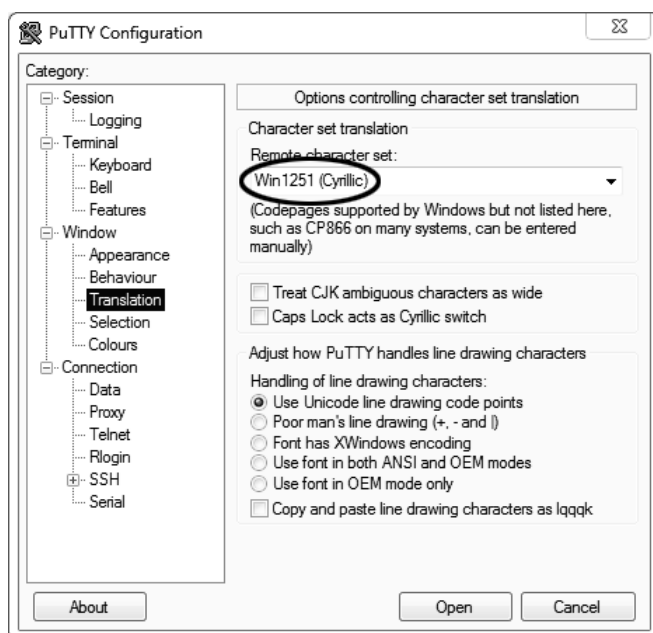 PuTTY Configuration
Category:
Session
Logging
Terminal
Keyboard
Bell
Features
Window
Appearance
Behaviour
Translation
Selection
Colours
Connection
Data
Proxy
Telnet
Rlogin
SSH
Serial
Options controlling character set translation
Character set translation
Remote character set:
Win1251 (Cyrillic)
(Codepages supported by Windows but not listed here,
such as CP866 on many systems, can be entered
manually)
Treat CJK ambiguous characters as wide
Caps Lock acts as Cyrillic switch
Adjust how PuTTY handles line drawing characters
Handling of line drawing characters:
Use Unicode line drawing code points
Poor man's line drawing (+, - and |)
Font has XWindows encoding
Use font in both ANSI and OEM modes
Use font in OEM mode only
Copy and paste line drawing characters as lqqqk
About
Open
Cancel